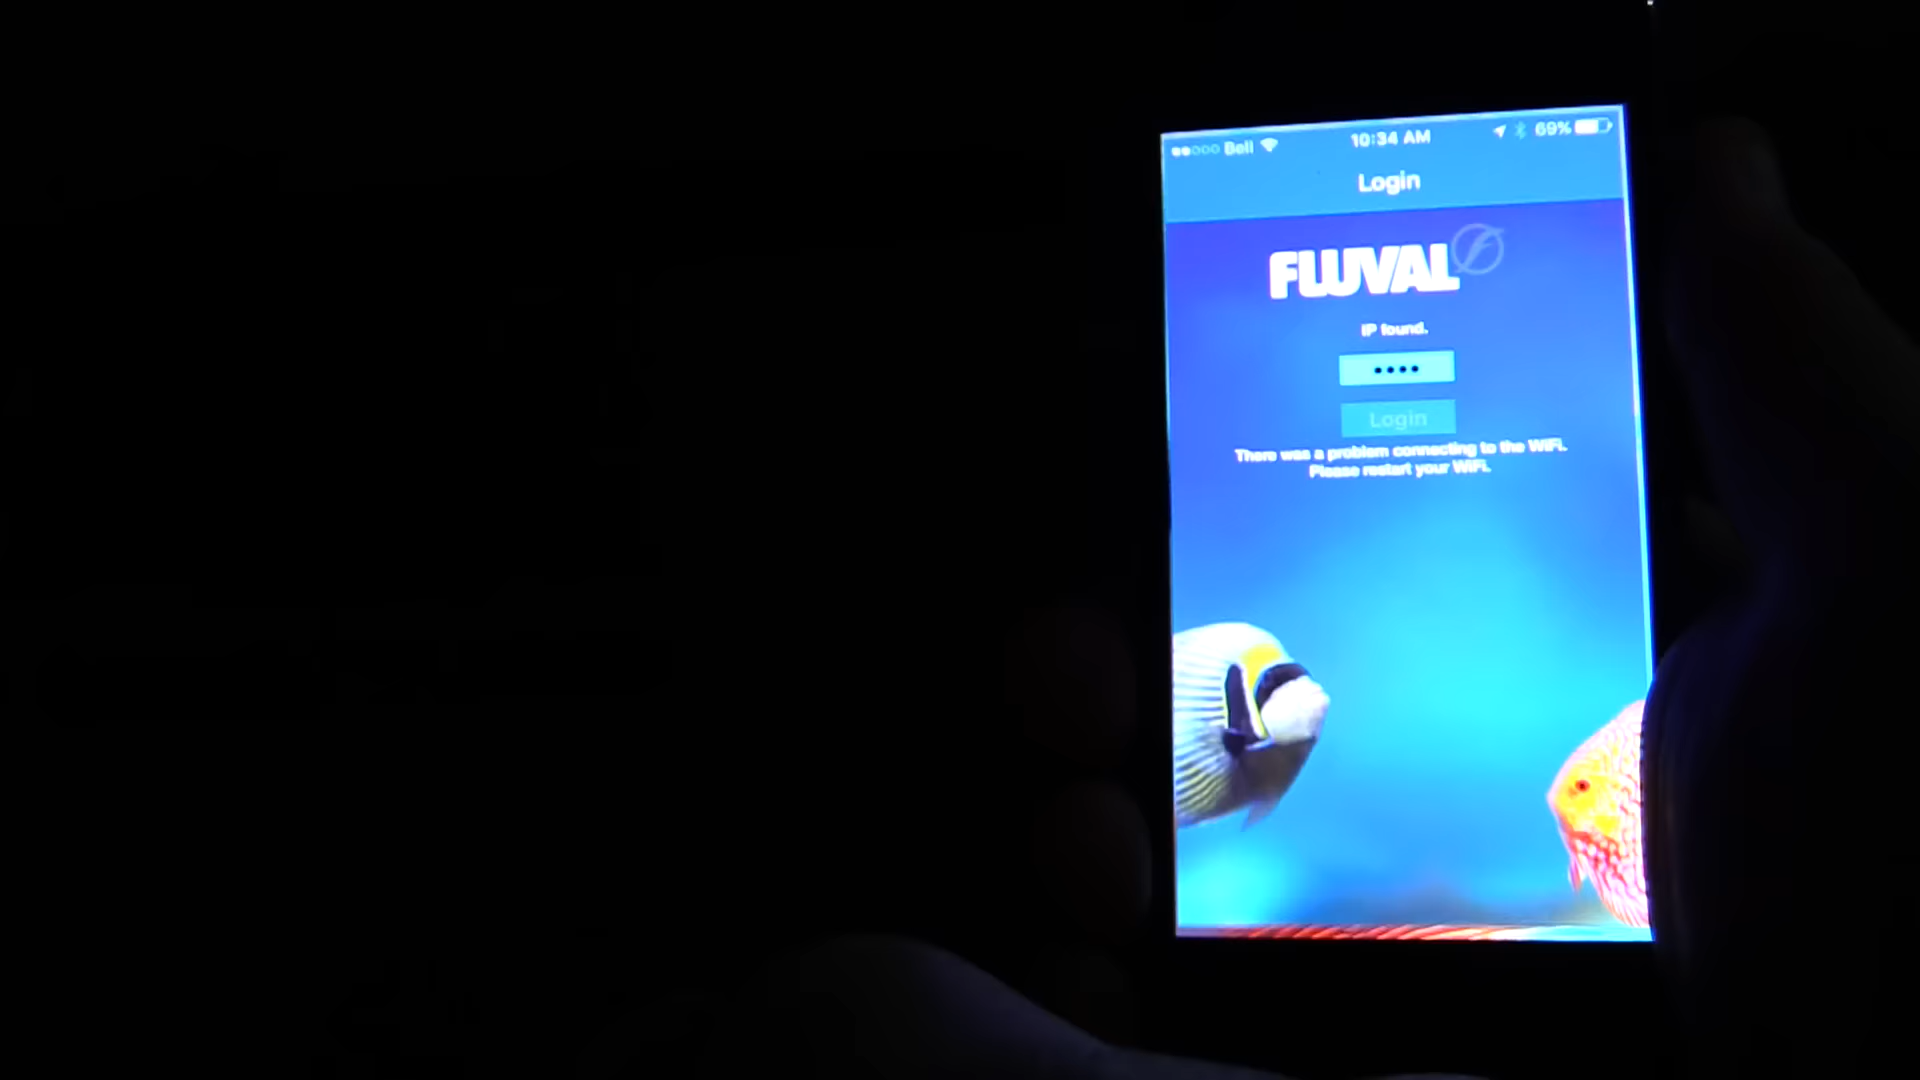 Bell 10:34 AM 69%
Login
FLUVAL
IP found.
••••
Login
There was a problem connecting to the WiFi.
Please restart your WiFi.